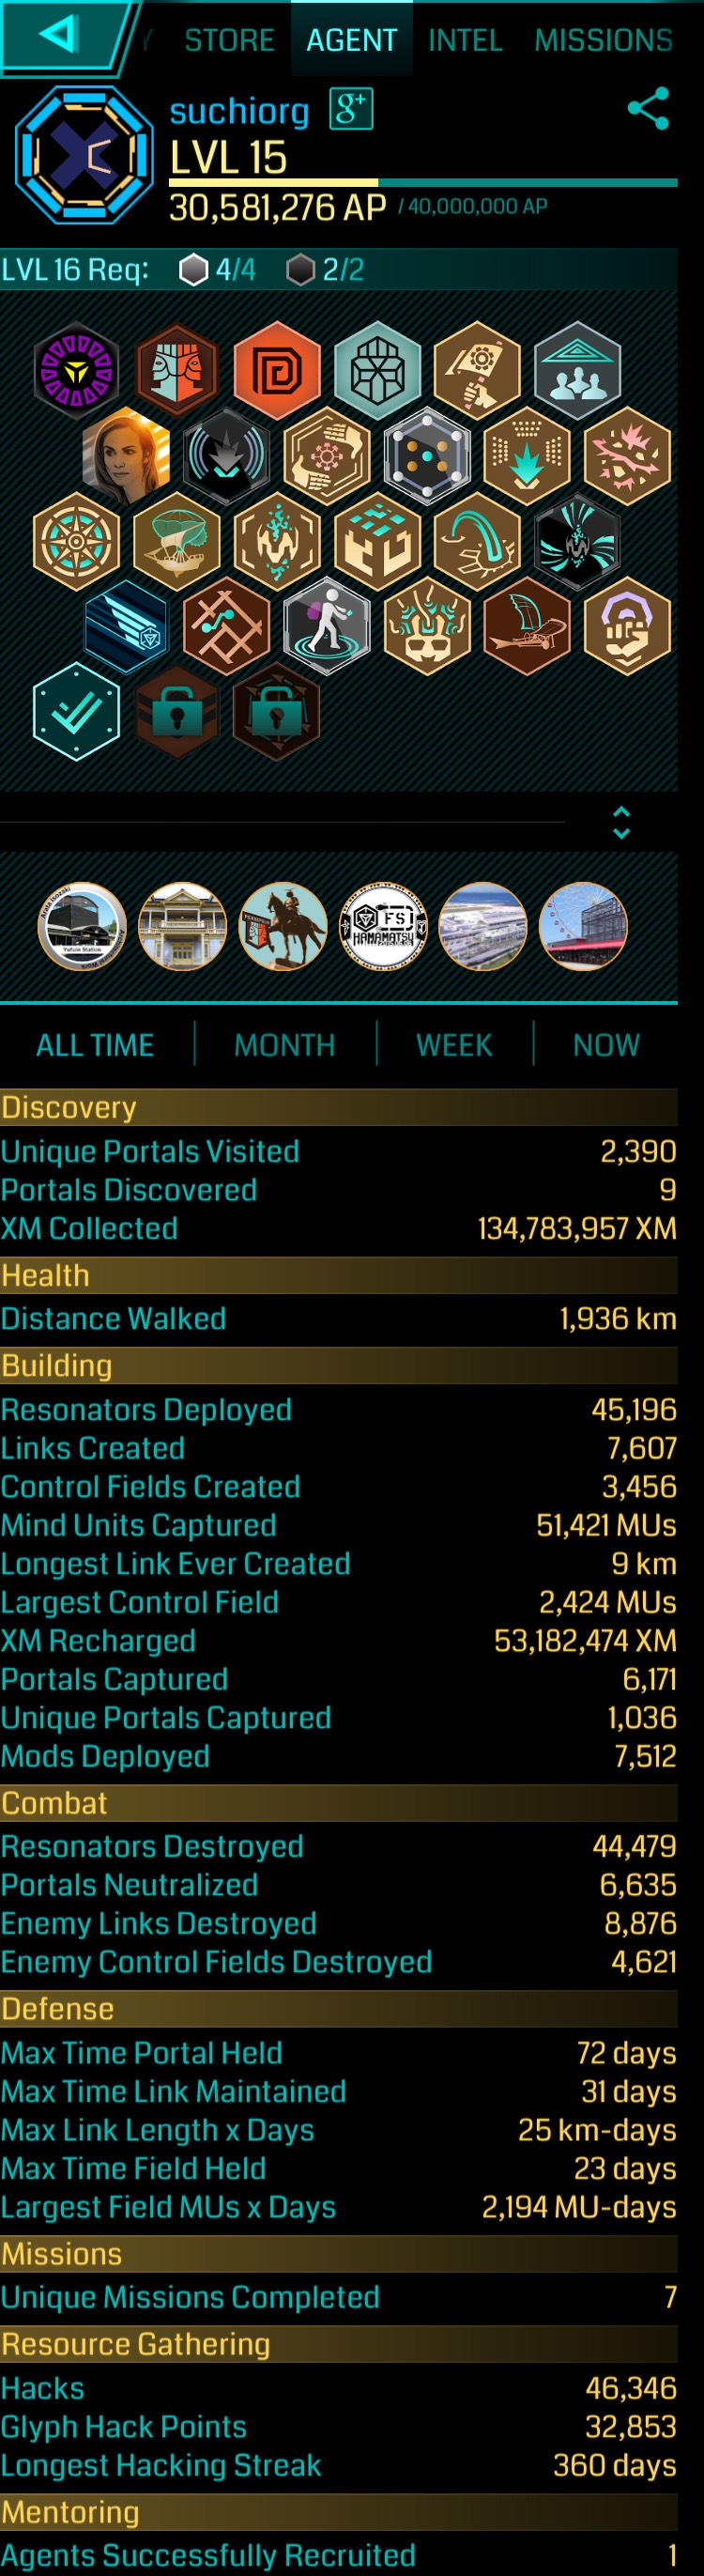 Y STORE AGENT INTEL MISSIONS
suchiorg g+
LVL 15
30,581,276 AP / 40,000,000 AP
LVL 16 Req: 4/4 2/2
Arata Isozaki
Yufuin Station
PERSEPOLIS
FS
HAMAMATSU
ALL TIME MONTH WEEK NOW
Discovery
Unique Portals Visited 2,390
Portals Discovered 9
XM Collected 134,783,957 XM
Health
Distance Walked 1,936 km
Building
Resonators Deployed 45,196
Links Created 7,607
Control Fields Created 3,456
Mind Units Captured 51,421 MUs
Longest Link Ever Created 9 km
Largest Control Field 2,424 MUs
XM Recharged 53,182,474 XM
Portals Captured 6,171
Unique Portals Captured 1,036
Mods Deployed 7,512
Combat
Resonators Destroyed 44,479
Portals Neutralized 6,635
Enemy Links Destroyed 8,876
Enemy Control Fields Destroyed 4,621
Defense
Max Time Portal Held 72 days
Max Time Link Maintained 31 days
Max Link Length x Days 25 km-days
Max Time Field Held 23 days
Largest Field MUs x Days 2,194 MU-days
Missions
Unique Missions Completed 7
Resource Gathering
Hacks 46,346
Glyph Hack Points 32,853
Longest Hacking Streak 360 days
Mentoring
Agents Successfully Recruited 1